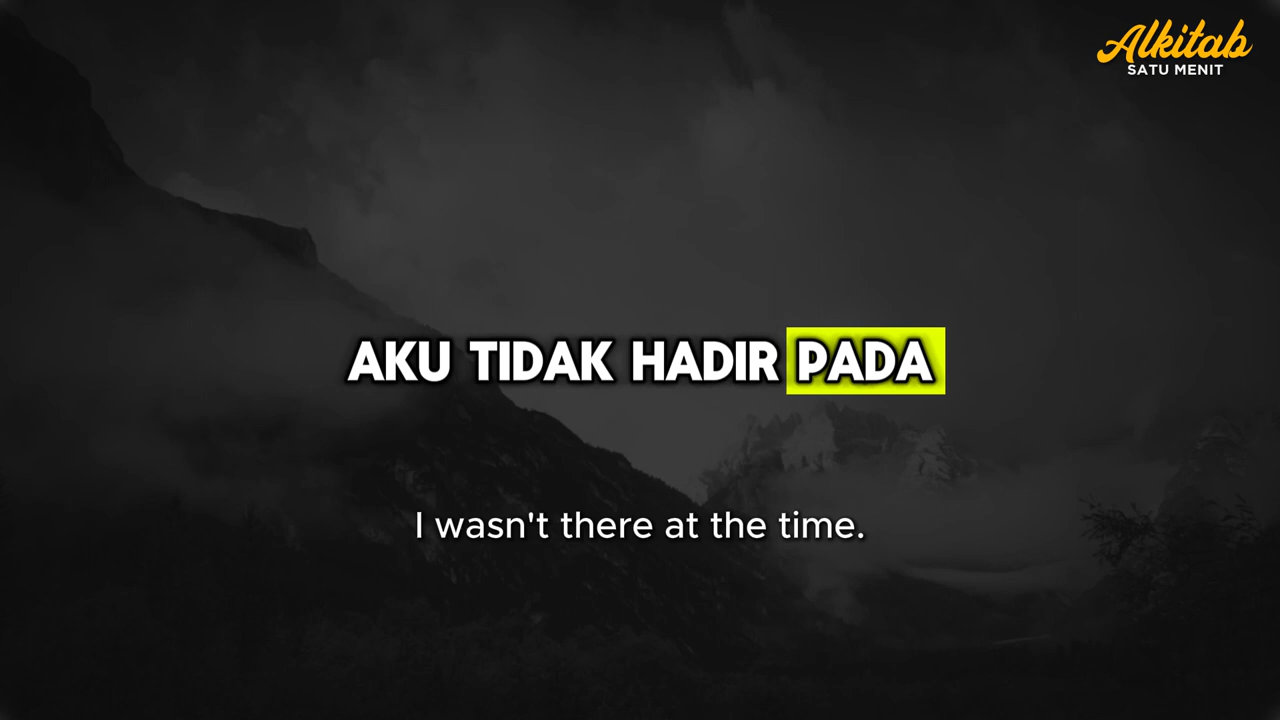 Alkitab
SATU MENIT
AKU TIDAK HADIR PADA
I wasn't there at the time.